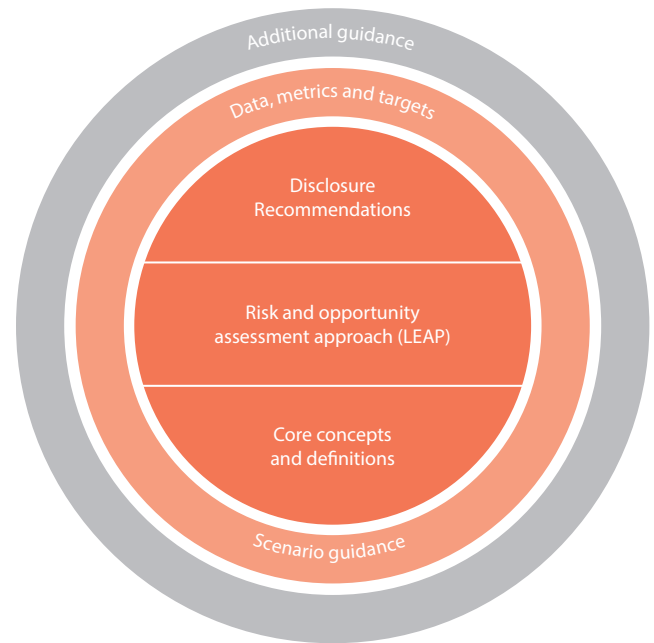 Additional guidance
Data, metrics and targets
Disclosure
Recommendations
Risk and opportunity
assessment approach (LEAP)
Core concepts
and definitions
Scenario guidance